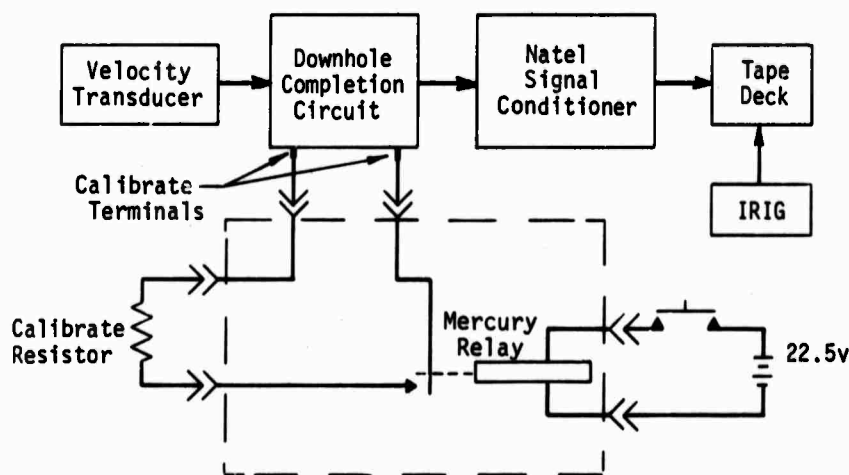 Velocity
Transducer
Downhole
Completion
Circuit
Natel
Signal
Conditioner
Tape
Deck
IRIG
Calibrate
Terminals
Calibrate
Resistor
Mercury
Relay
22.5v